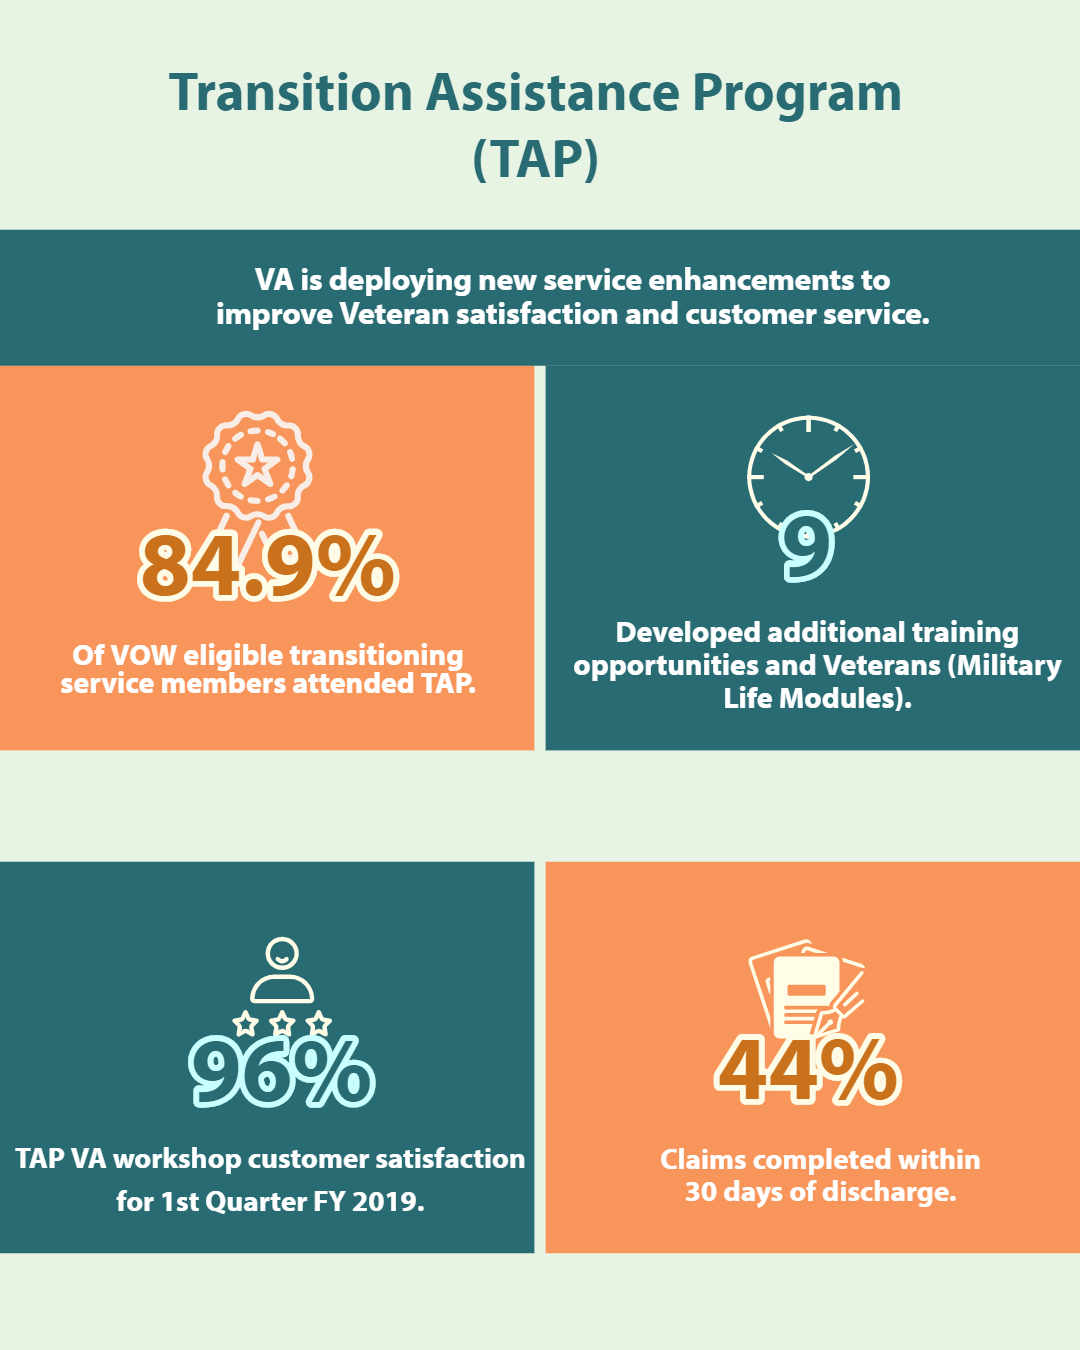 Transition Assistance Program
(TAP)
VA is deploying new service enhancements to
improve Veteran satisfaction and customer service.
84.9%
Of VOW eligible transitioning
service members attended TAP.
9
Developed additional training
opportunities and Veterans (Military
Life Modules).
96%
TAP VA workshop customer satisfaction
for 1st Quarter FY 2019.
44%
Claims completed within
30 days of discharge.